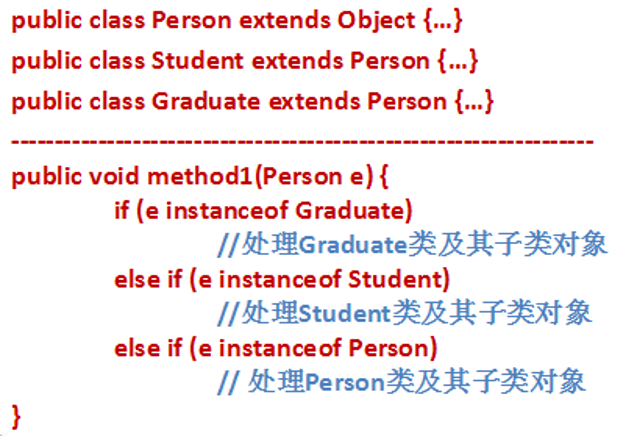 public class Person extends Object {…}
public class Student extends Person {…}
public class Graduate extends Person {…}
-------------------------------------------------------------------
public void method1(Person e) {
if (e instanceof Graduate)
//处理Graduate类及其子类对象
else if (e instanceof Student)
//处理Student类及其子类对象
else if (e instanceof Person)
// 处理Person类及其子类对象
}